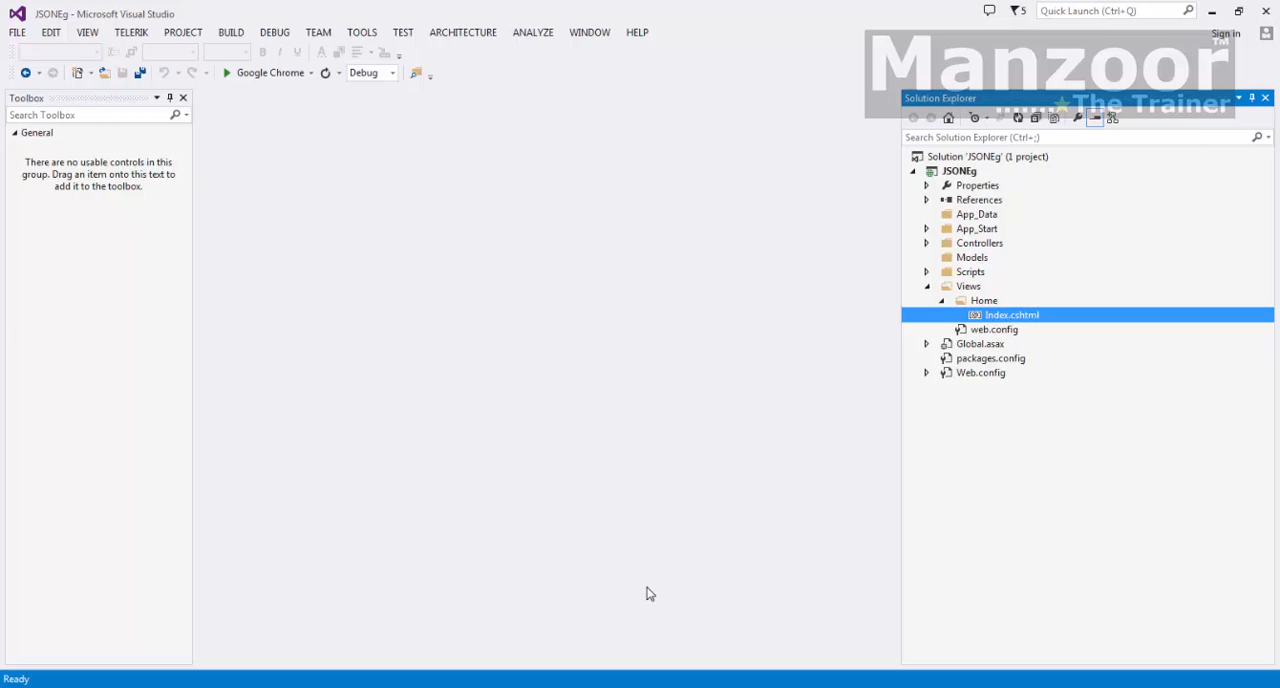 JSONEg - Microsoft Visual Studio
5
Quick Launch (Ctrl+Q)
FILE EDIT VIEW TELERIK PROJECT BUILD DEBUG TEAM TOOLS TEST ARCHITECTURE ANALYZE WINDOW HELP
Sign in
Manzoor™
.......The Trainer
Google Chrome
Debug
Toolbox
Search Toolbox
General
There are no usable controls in this
group. Drag an item onto this text to
add it to the toolbox.
Solution Explorer
Search Solution Explorer (Ctrl+;)
Solution 'JSONEg' (1 project)
JSONEg
Properties
References
App_Data
App_Start
Controllers
Models
Scripts
Views
Home
Index.cshtml
web.config
Global.asax
packages.config
Web.config
Ready